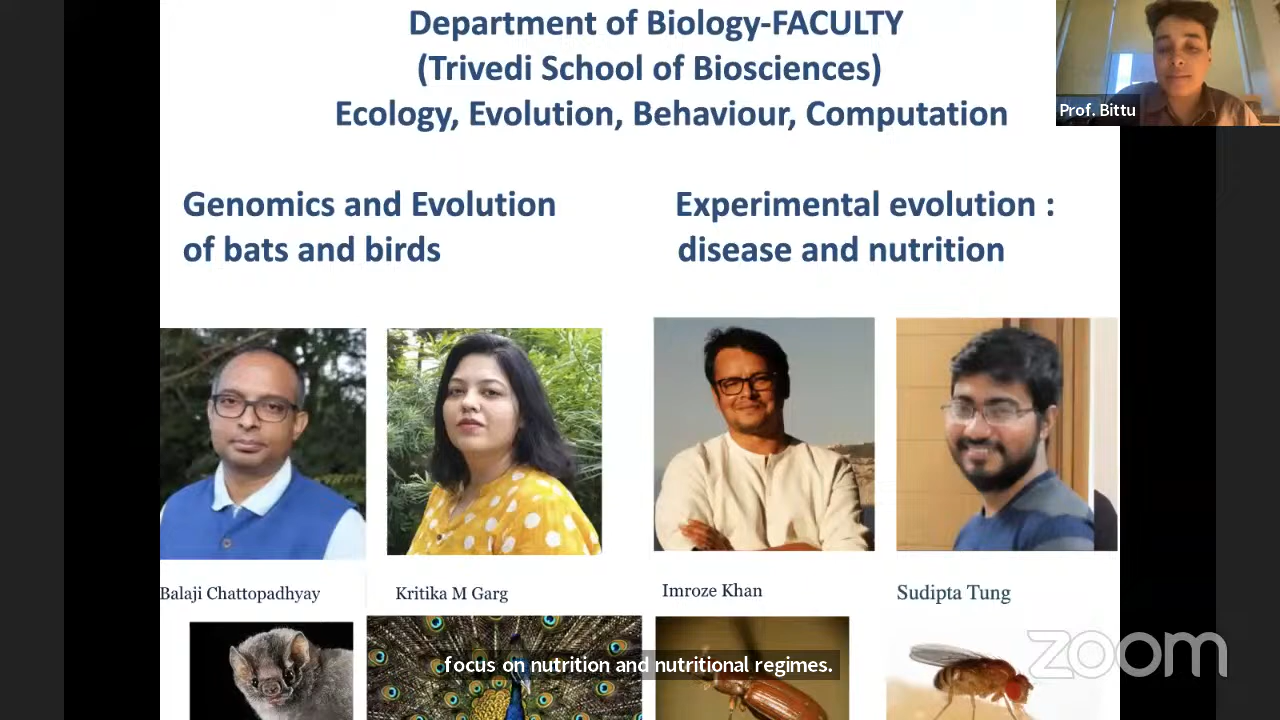 Department of Biology-FACULTY
(Trivedi School of Biosciences)
Ecology, Evolution, Behaviour, Computation
Prof. Bittu
Genomics and Evolution
of bats and birds
Experimental evolution :
disease and nutrition
Balaji Chattopadhyay
Kritika M Garg
Imroze Khan
Sudipta Tung
focus on nutrition and nutritional regimes.
zoom